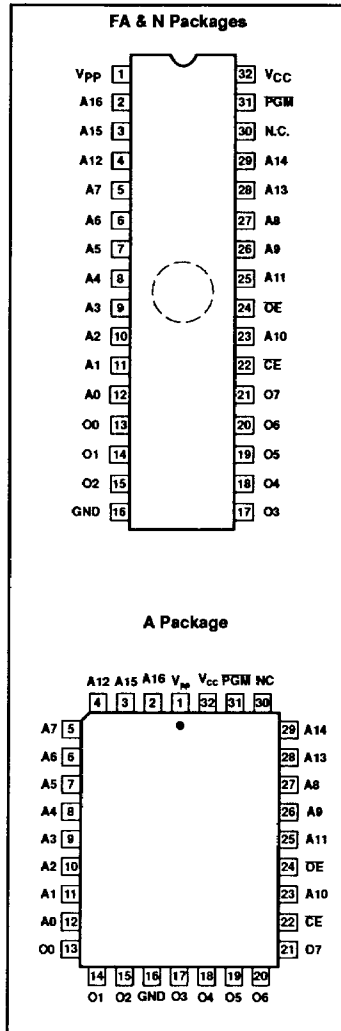 FA & N Packages
VPP 1 32 VCC
A16 2 31 PGM
A15 3 30 N.C.
A12 4 29 A14
A7 5 28 A13
A6 6 27 A8
A5 7 26 A9
A4 8 25 A11
A3 9 24 OE
A2 10 23 A10
A1 11 22 CE
A0 12 21 O7
O0 13 20 O6
O1 14 19 O5
O2 15 18 O4
GND 16 17 O3
A Package
A12 A15 A16 VPP VCC PGM NC
4 3 2 1 32 31 30
A7 5 29 A14
A6 6 28 A13
A5 7 27 A8
A4 8 26 A9
A3 9 25 A11
A2 10 24 OE
A1 11 23 A10
A0 12 22 CE
O0 13 21 O7
14 15 16 17 18 19 20
O1 O2 GND O3 O4 O5 O6